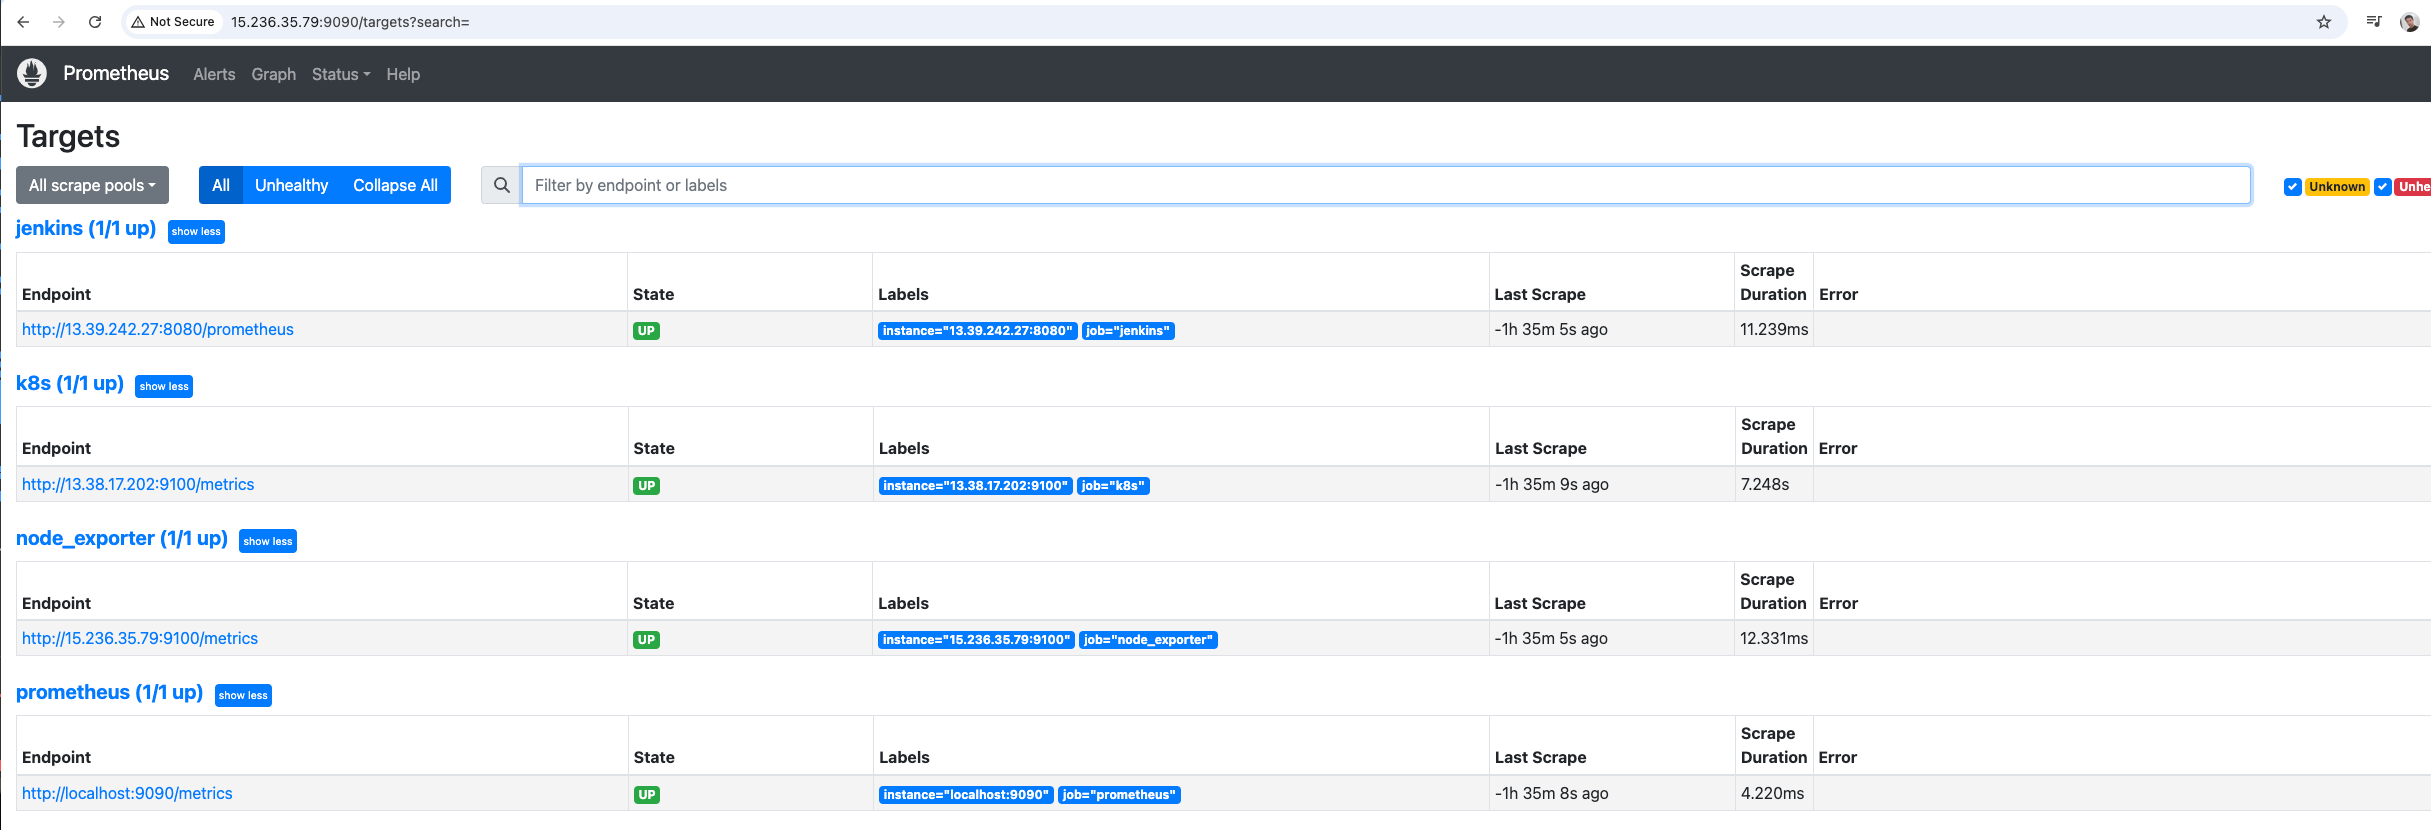 Not Secure 15.236.35.79:9090/targets?search=
Prometheus Alerts Graph Status Help
Targets
All scrape pools All Unhealthy Collapse All Filter by endpoint or labels Unknown Unhe
jenkins (1/1 up) show less
Endpoint State Labels Last Scrape Scrape Duration Error
http://13.39.242.27:8080/prometheus UP instance="13.39.242.27:8080" job="jenkins" -1h 35m 5s ago 11.239ms
k8s (1/1 up) show less
Endpoint State Labels Last Scrape Scrape Duration Error
http://13.38.17.202:9100/metrics UP instance="13.38.17.202:9100" job="k8s" -1h 35m 9s ago 7.248s
node_exporter (1/1 up) show less
Endpoint State Labels Last Scrape Scrape Duration Error
http://15.236.35.79:9100/metrics UP instance="15.236.35.79:9100" job="node_exporter" -1h 35m 5s ago 12.331ms
prometheus (1/1 up) show less
Endpoint State Labels Last Scrape Scrape Duration Error
http://localhost:9090/metrics UP instance="localhost:9090" job="prometheus" -1h 35m 8s ago 4.220ms